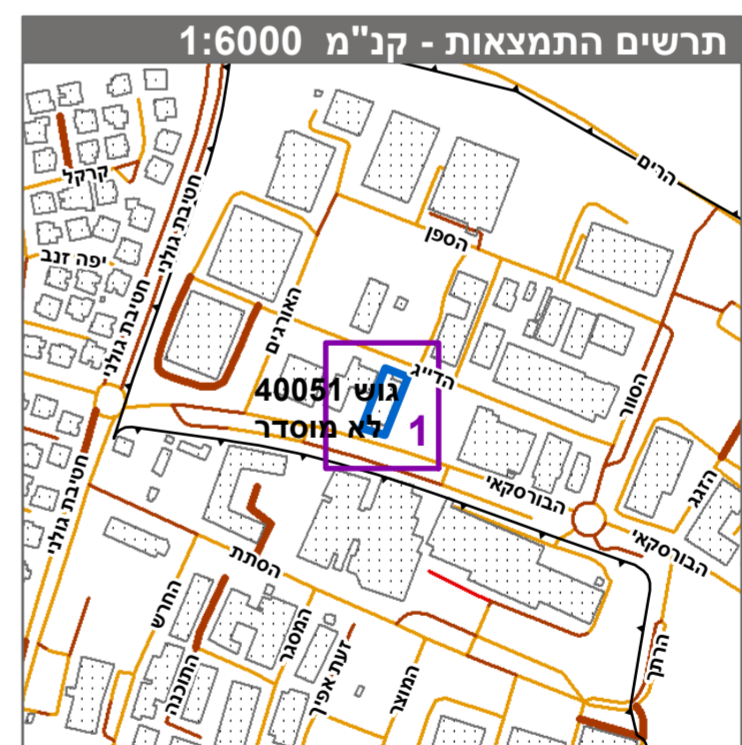 תרשים התמצאות - קנ"מ 1:6000
הרים
קרקל
חטיבת גולני
הספן
יפה זנב
חטיבת גולני
האורגים
הדייג
גוש 40051
לא מוסדר
1
הסוור
חטיבת גולני
הבורסקאי
הזגג
הבורסקאי
הסתת
החרש
המסגר
הרתך
זעת אפיך
התוכנה
המוצר